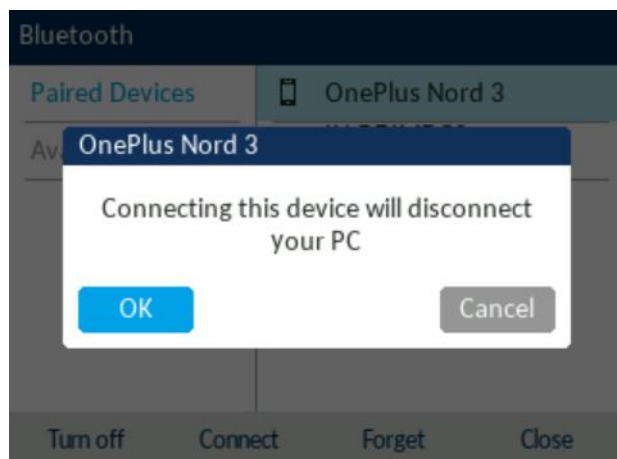 Bluetooth
Paired Devices
OnePlus Nord 3
OnePlus Nord 3
Connecting this device will disconnect
your PC
OK
Cancel
Turn off
Connect
Forget
Close